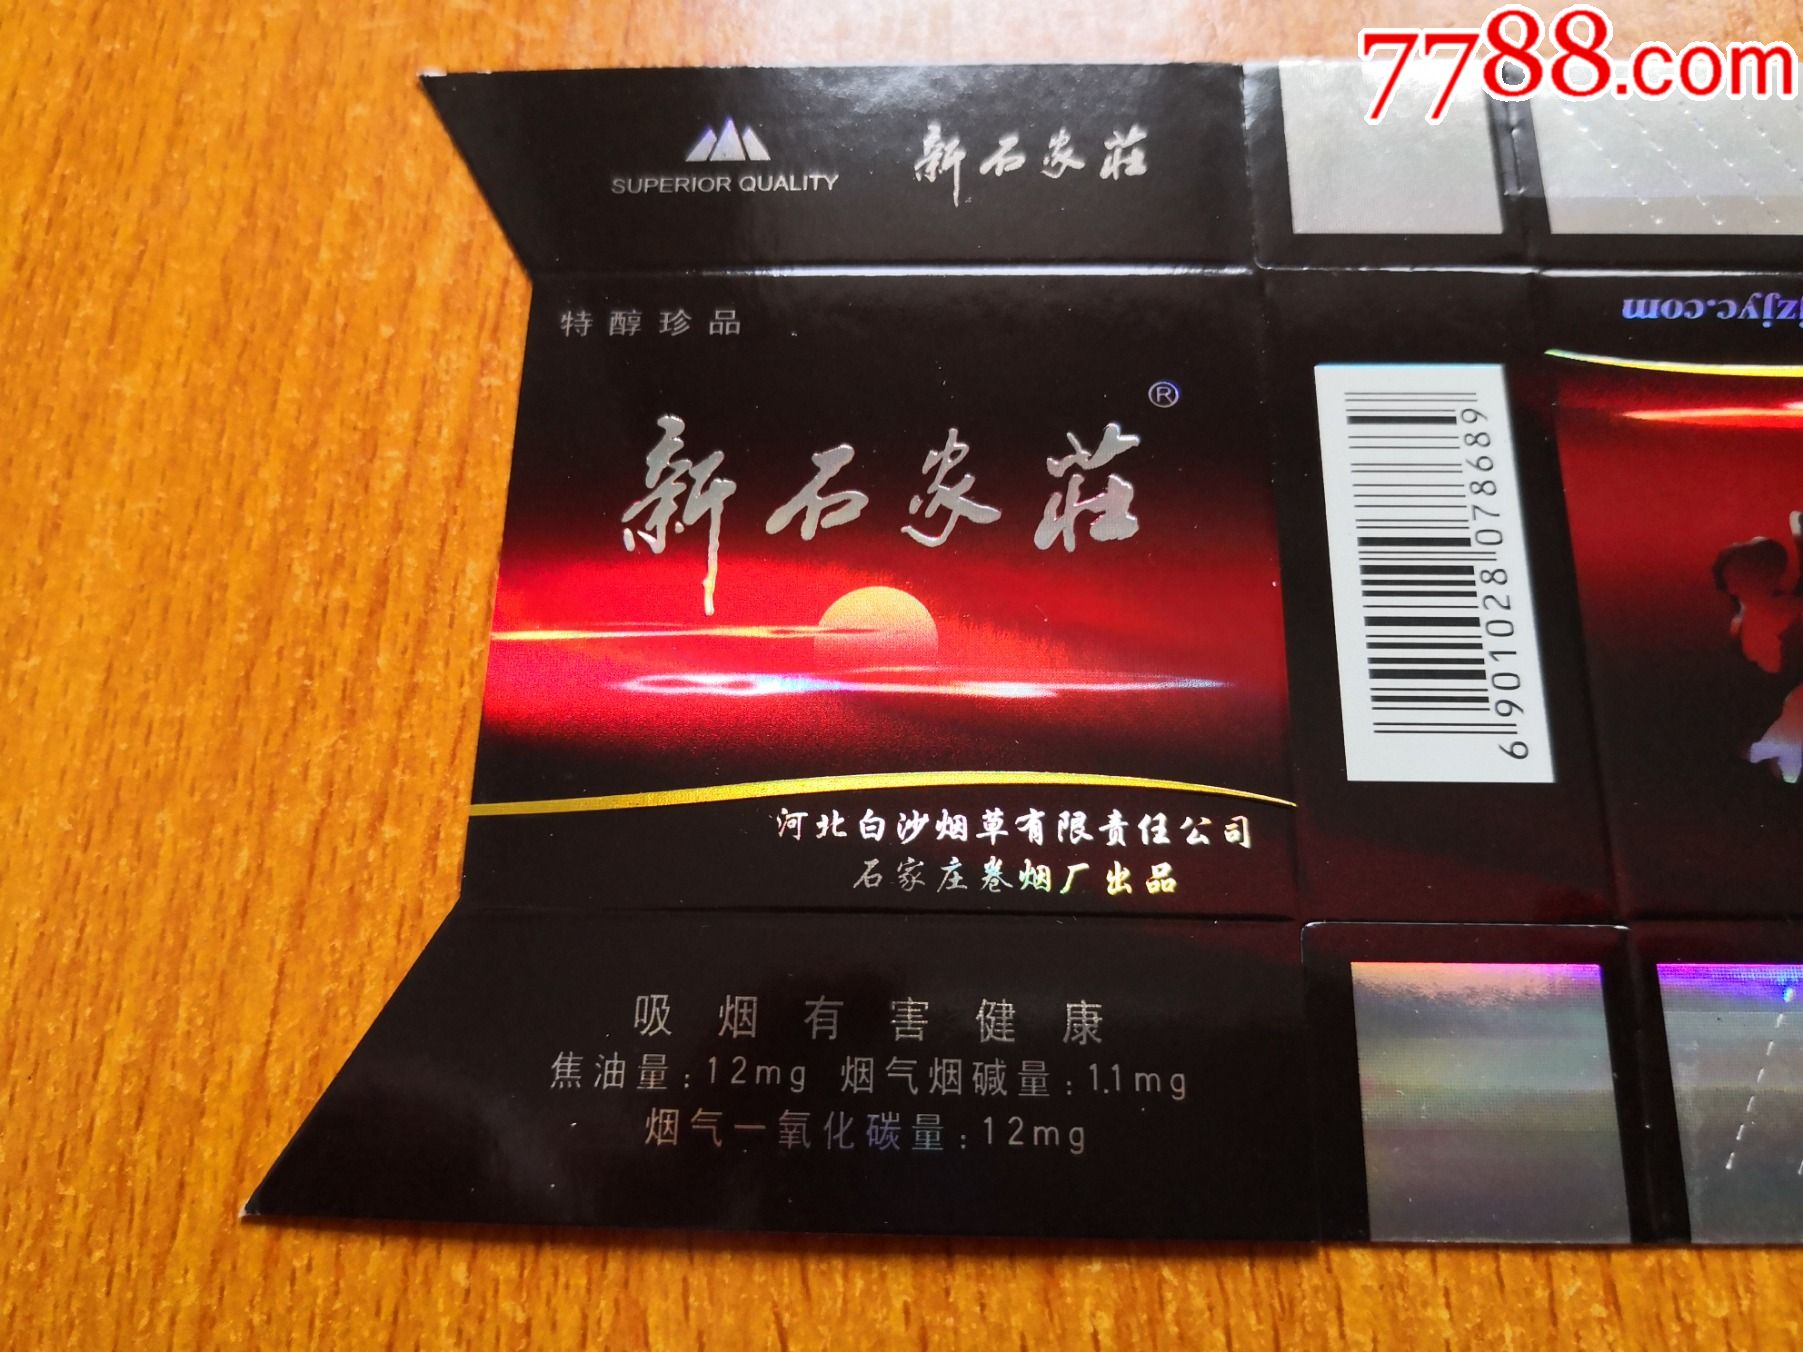 7788.com
SUPERIOR QUALITY
新石家莊
特醇珍品
新石家莊®
河北白沙烟草有限责任公司
石家庄卷烟厂出品
吸烟有害健康
焦油量:12mg 烟气烟碱量:1.1mg
烟气一氧化碳量:12mg
6901028078689
jzjyc.com